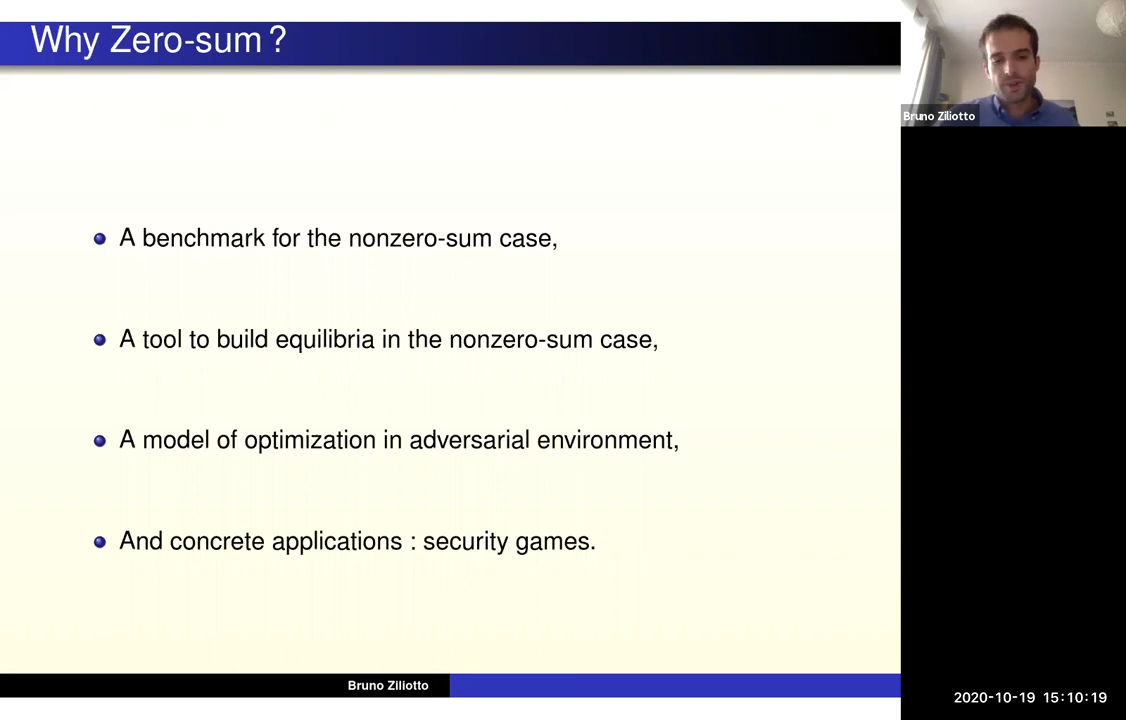 Why Zero-sum ?
Bruno Ziliotto
A benchmark for the nonzero-sum case,
A tool to build equilibria in the nonzero-sum case,
A model of optimization in adversarial environment,
And concrete applications : security games.
Bruno Ziliotto
2020-10-19 15:10:19